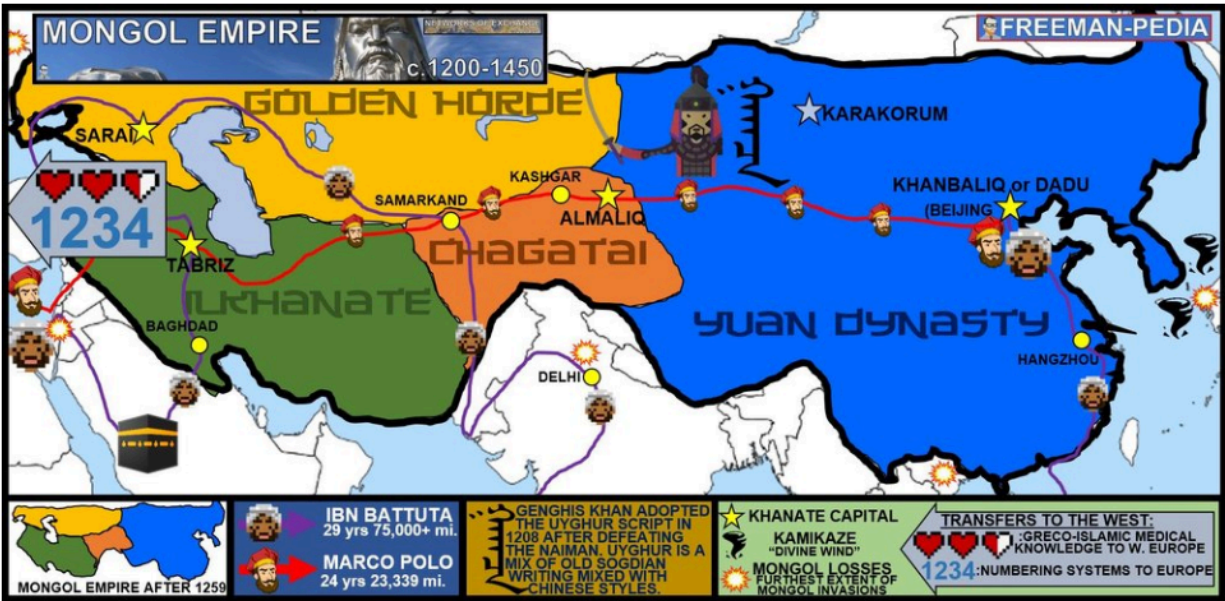 MONGOL EMPIRE
NETWORKS OF EXCHANGE
c.1200-1450
FREEMAN-PEDIA
GOLDEN HORDE
SARAI
KARAKORUM
1234
KASHGAR
SAMARKAND
ALMALIQ
KHANBALIQ or DADU
(BEIJING
CHAGATAI
TABRIZ
ILKHANATE
BAGHDAD
YUAN DYNASTY
DELHI
HANGZHOU
MONGOL EMPIRE AFTER 1259
IBN BATTUTA
29 yrs 75,000+ mi.
MARCO POLO
24 yrs 23,339 mi.
GENGHIS KHAN ADOPTED
THE UYGHUR SCRIPT IN
1208 AFTER DEFEATING
THE NAIMAN. UYGHUR IS A
MIX OF OLD SOGDIAN
WRITING MIXED WITH
CHINESE STYLES.
KHANATE CAPITAL
KAMIKAZE
"DIVINE WIND"
MONGOL LOSSES
FURTHEST EXTENT OF
MONGOL INVASIONS
TRANSFERS TO THE WEST:
:GRECO-ISLAMIC MEDICAL
KNOWLEDGE TO W. EUROPE
1234:NUMBERING SYSTEMS TO EUROPE